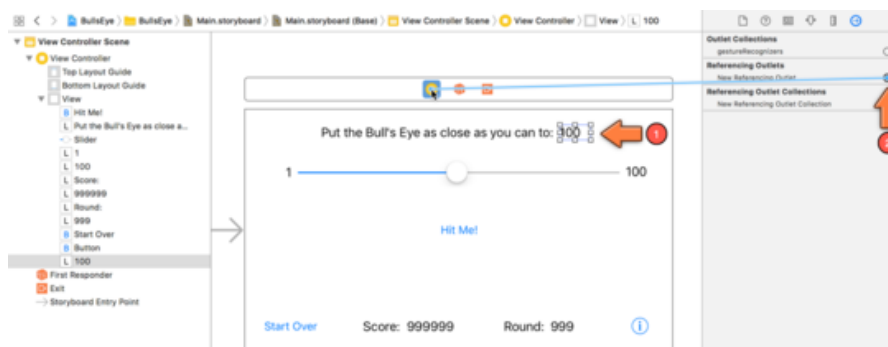 BullsEye BullsEye Main.storyboard Main.storyboard (Base) View Controller Scene View Controller View L 100
View Controller Scene
View Controller
Top Layout Guide
Bottom Layout Guide
View
B Hit Me!
L Put the Bull's Eye as close a...
Slider
L 1
L 100
L Score:
L 999999
L Round:
L 999
B Start Over
B Button
L 100
First Responder
Exit
Storyboard Entry Point
Put the Bull's Eye as close as you can to: 100
1
1 100
Hit Me!
Start Over Score: 999999 Round: 999
Outlet Collections
gestureRecognizers
Referencing Outlets
New Referencing Outlet
Referencing Outlet Collections
New Referencing Outlet Collection